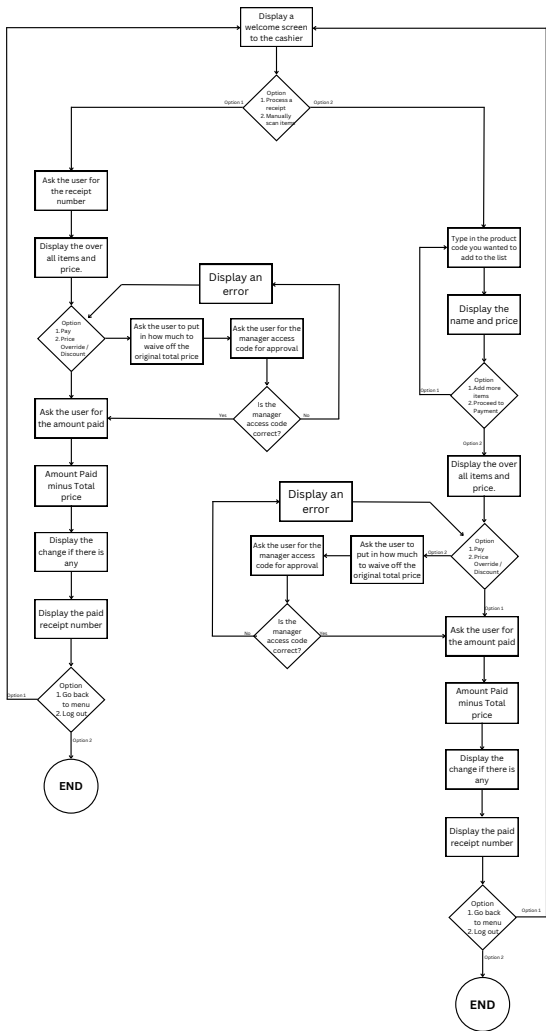 Display a
welcome screen
to the cashier
Option
1. Process a
receipt
2. Manually
scan items
Option 1
Option 2
Ask the user for
the receipt
number
Display the over
all items and
price.
Display an
error
Option
1. Pay
2. Price
Override /
Discount
Ask the user to put
in how much to
waive off the
original total price
Ask the user for the
manager access
code for approval
Is the
manager
access code
correct?
Yes
No
Ask the user for
the amount paid
Amount Paid
minus Total
price
Display the
change if there is
any
Display the paid
receipt number
Option
1. Go back
to menu
2. Log out
Option 1
Option 2
END
Type in the product
code you wanted to
add to the list
Display the
name and price
Option
1. Add more
items
2. Proceed to
Payment
Option 1
Option 2
Display the over
all items and
price.
Display an
error
Option
1. Pay
2. Price
Override /
Discount
Option 2
Option 1
Ask the user to
put in how much
to waive off the
original total price
Ask the user for the
manager access
code for approval
Is the
manager
access code
correct?
No
Yes
Ask the user for
the amount paid
Amount Paid
minus Total
price
Display the
change if there is
any
Display the paid
receipt number
Option
1. Go back
to menu
2. Log out
Option 1
Option 2
END